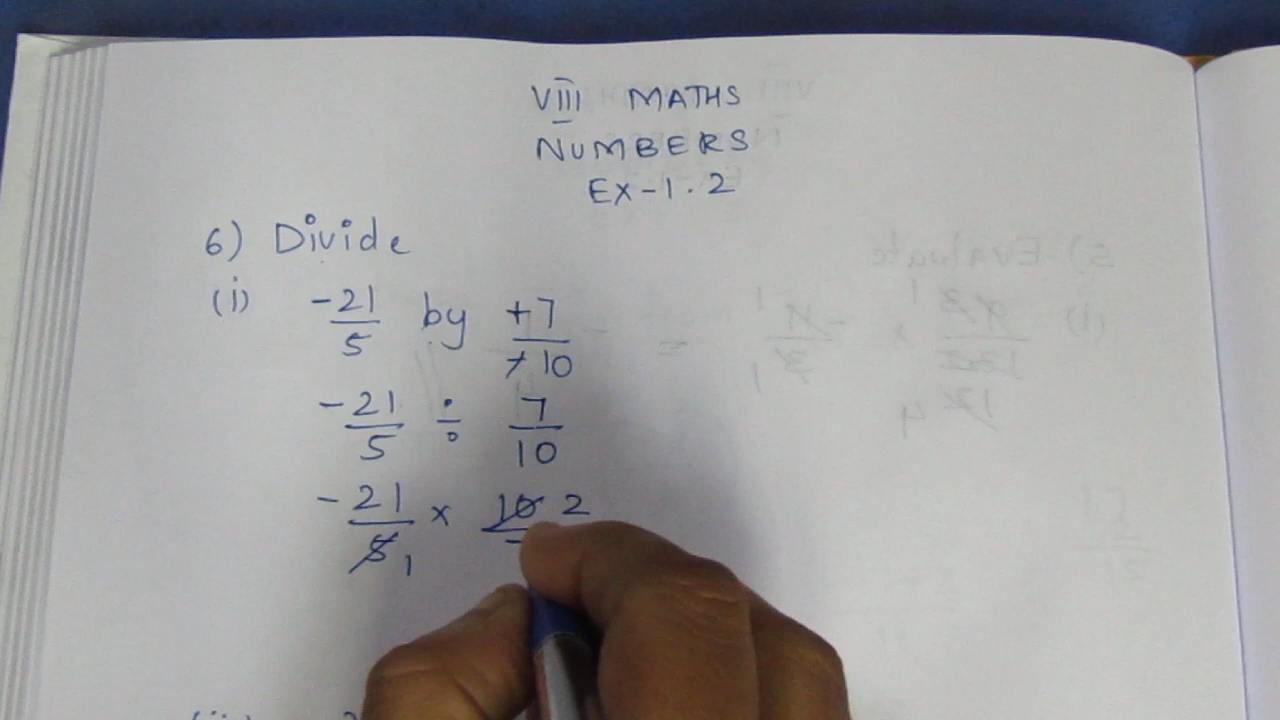 VIII MATHS
NUMBERS
EX-1.2
6) Divide
(i) -21/5 by +7/+10
-21/5 ÷ 7/10
-21/5 1 × 10 2